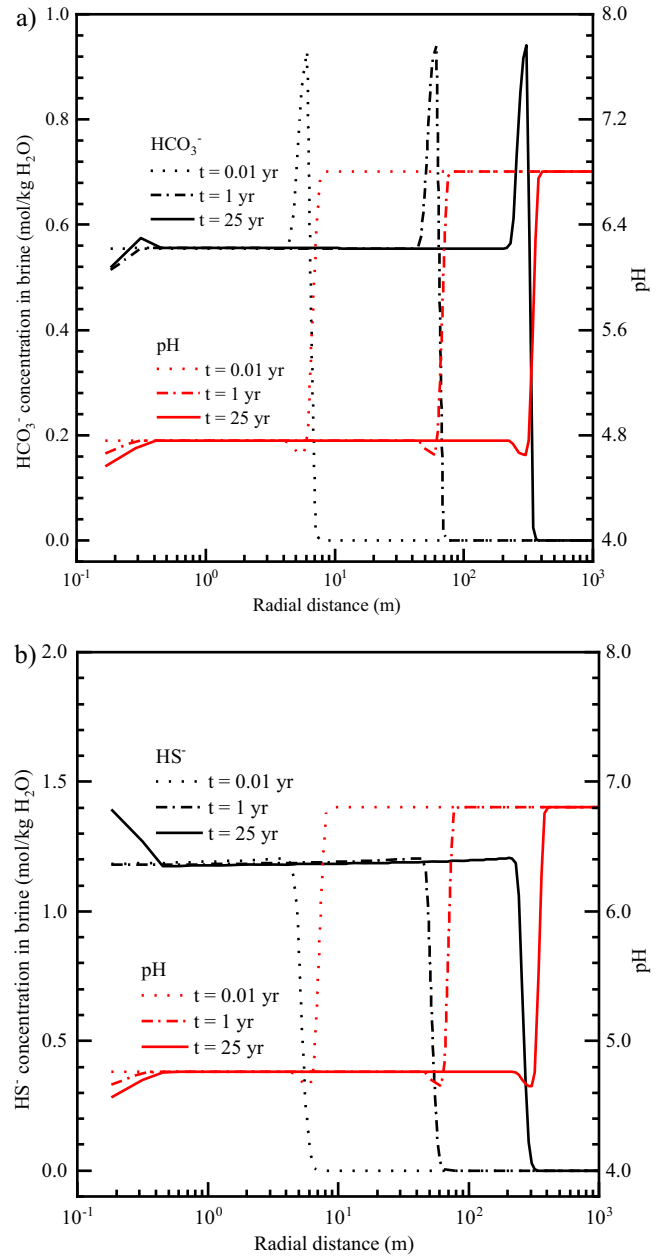 a)
1.0
0.8
0.6
0.4
0.2
0.0
HCO₃⁻ concentration in brine (mol/kg H₂O)
HCO₃⁻
t = 0.01 yr
t = 1 yr
t = 25 yr
pH
t = 0.01 yr
t = 1 yr
t = 25 yr
8.0
7.2
6.4
5.6
4.8
4.0
pH
10⁻¹ 10⁰ 10¹ 10² 10³
Radial distance (m)
b)
2.0
1.5
1.0
0.5
0.0
HS⁻ concentration in brine (mol/kg H₂O)
HS⁻
t = 0.01 yr
t = 1 yr
t = 25 yr
pH
t = 0.01 yr
t = 1 yr
t = 25 yr
8.0
7.0
6.0
5.0
4.0
pH
10⁻¹ 10⁰ 10¹ 10² 10³
Radial distance (m)